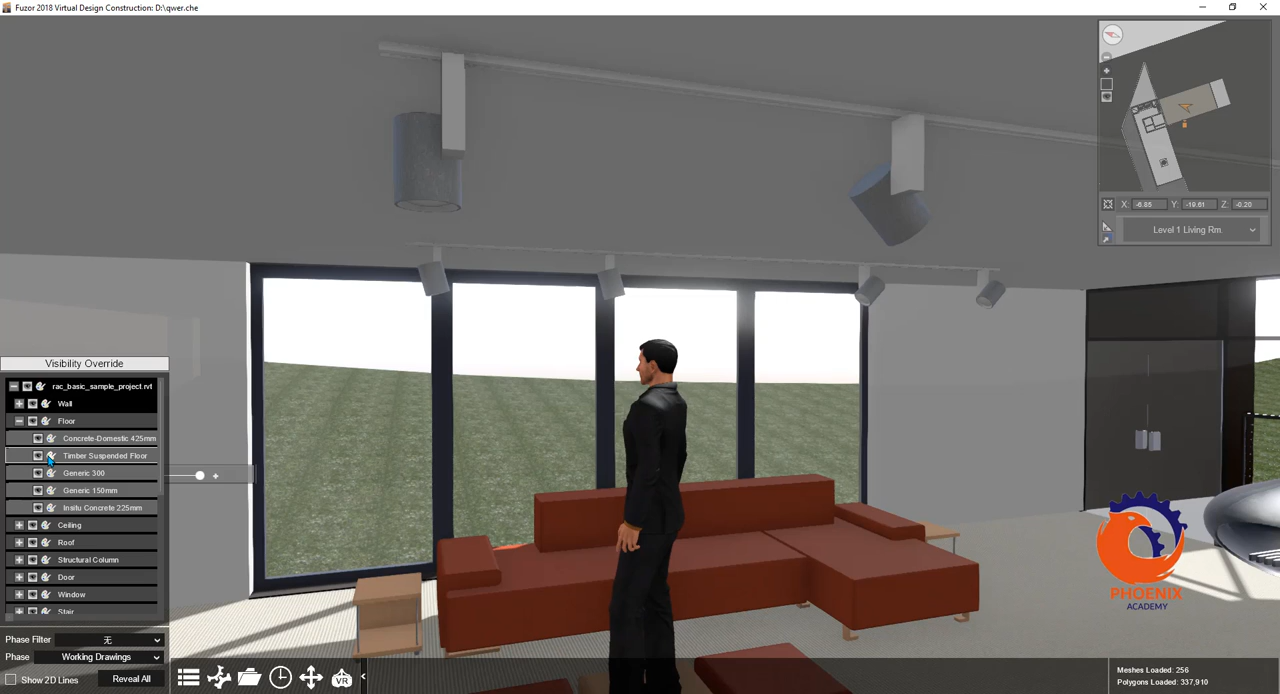 Fuzor 2018 Virtual Design Construction: D:\qwer.che
X: -6.85 Y: -19.61 Z: -0.20
Level 1 Living Rm.
Visibility Override
rac_basic_sample_project.rvt
Wall
Floor
Concrete-Domestic 425mm
Timber Suspended Floor
Generic 300
Generic 150mm
Insitu Concrete 225mm
Ceiling
Roof
Structural Column
Door
Window
Stair
Phase Filter 无
Phase Working Drawings
Show 2D Lines Reveal All
VR
PHOENIX
ACADEMY
Meshes Loaded: 256
Polygons Loaded: 337,910